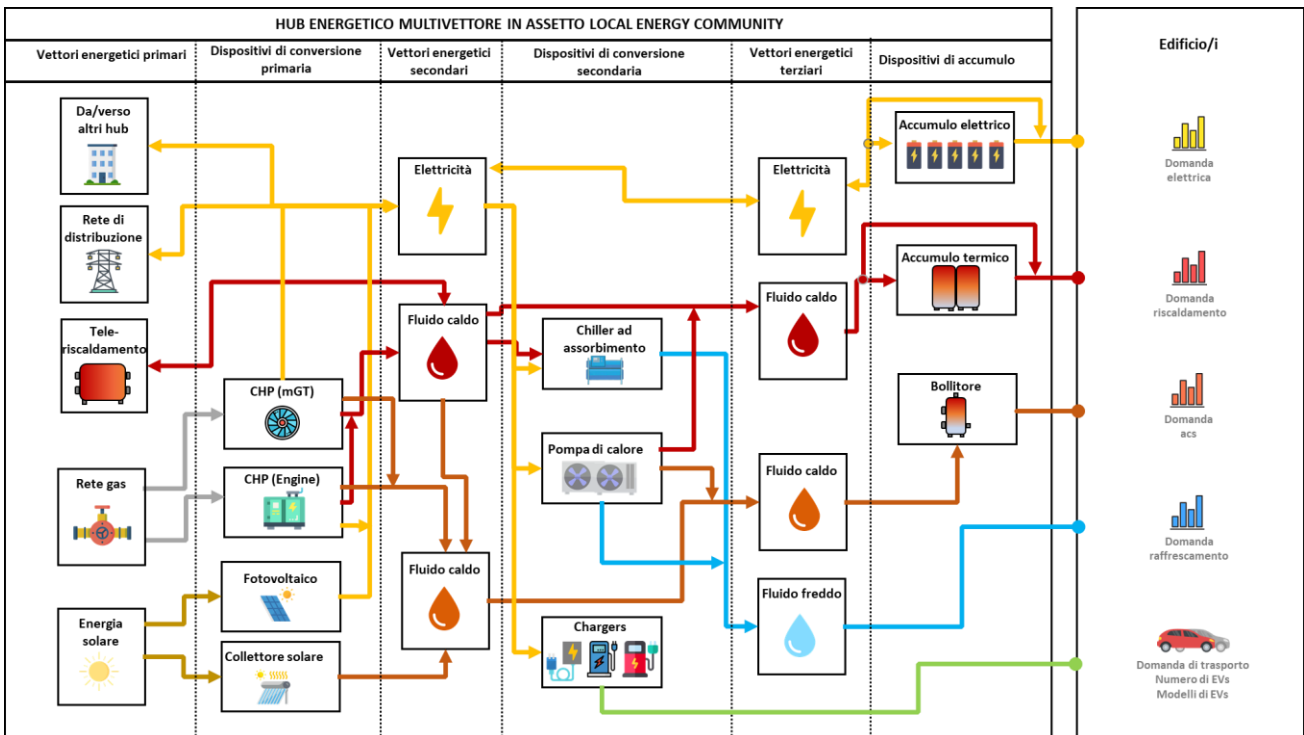 HUB ENERGETICO MULTIVETTORE IN ASSETTO LOCAL ENERGY COMMUNITY
Vettori energetici primari
Dispositivi di conversione
primaria
Vettori energetici
secondari
Dispositivi di conversione
secondaria
Vettori energetici
terziari
Dispositivi di accumulo
Edificio/i
Da/verso
altri hub
Rete di
distribuzione
Tele-
riscaldamento
Rete gas
Energia
solare
CHP (mGT)
CHP (Engine)
Fotovoltaico
Collettore solare
Elettricità
Fluido caldo
Fluido caldo
Chiller ad
assorbimento
Pompa di calore
Chargers
Elettricità
Fluido caldo
Fluido caldo
Fluido freddo
Accumulo elettrico
Accumulo termico
Bollitore
Domanda
elettrica
Domanda
riscaldamento
Domanda
acs
Domanda
raffrescamento
Domanda di trasporto
Numero di EVs
Modelli di EVs